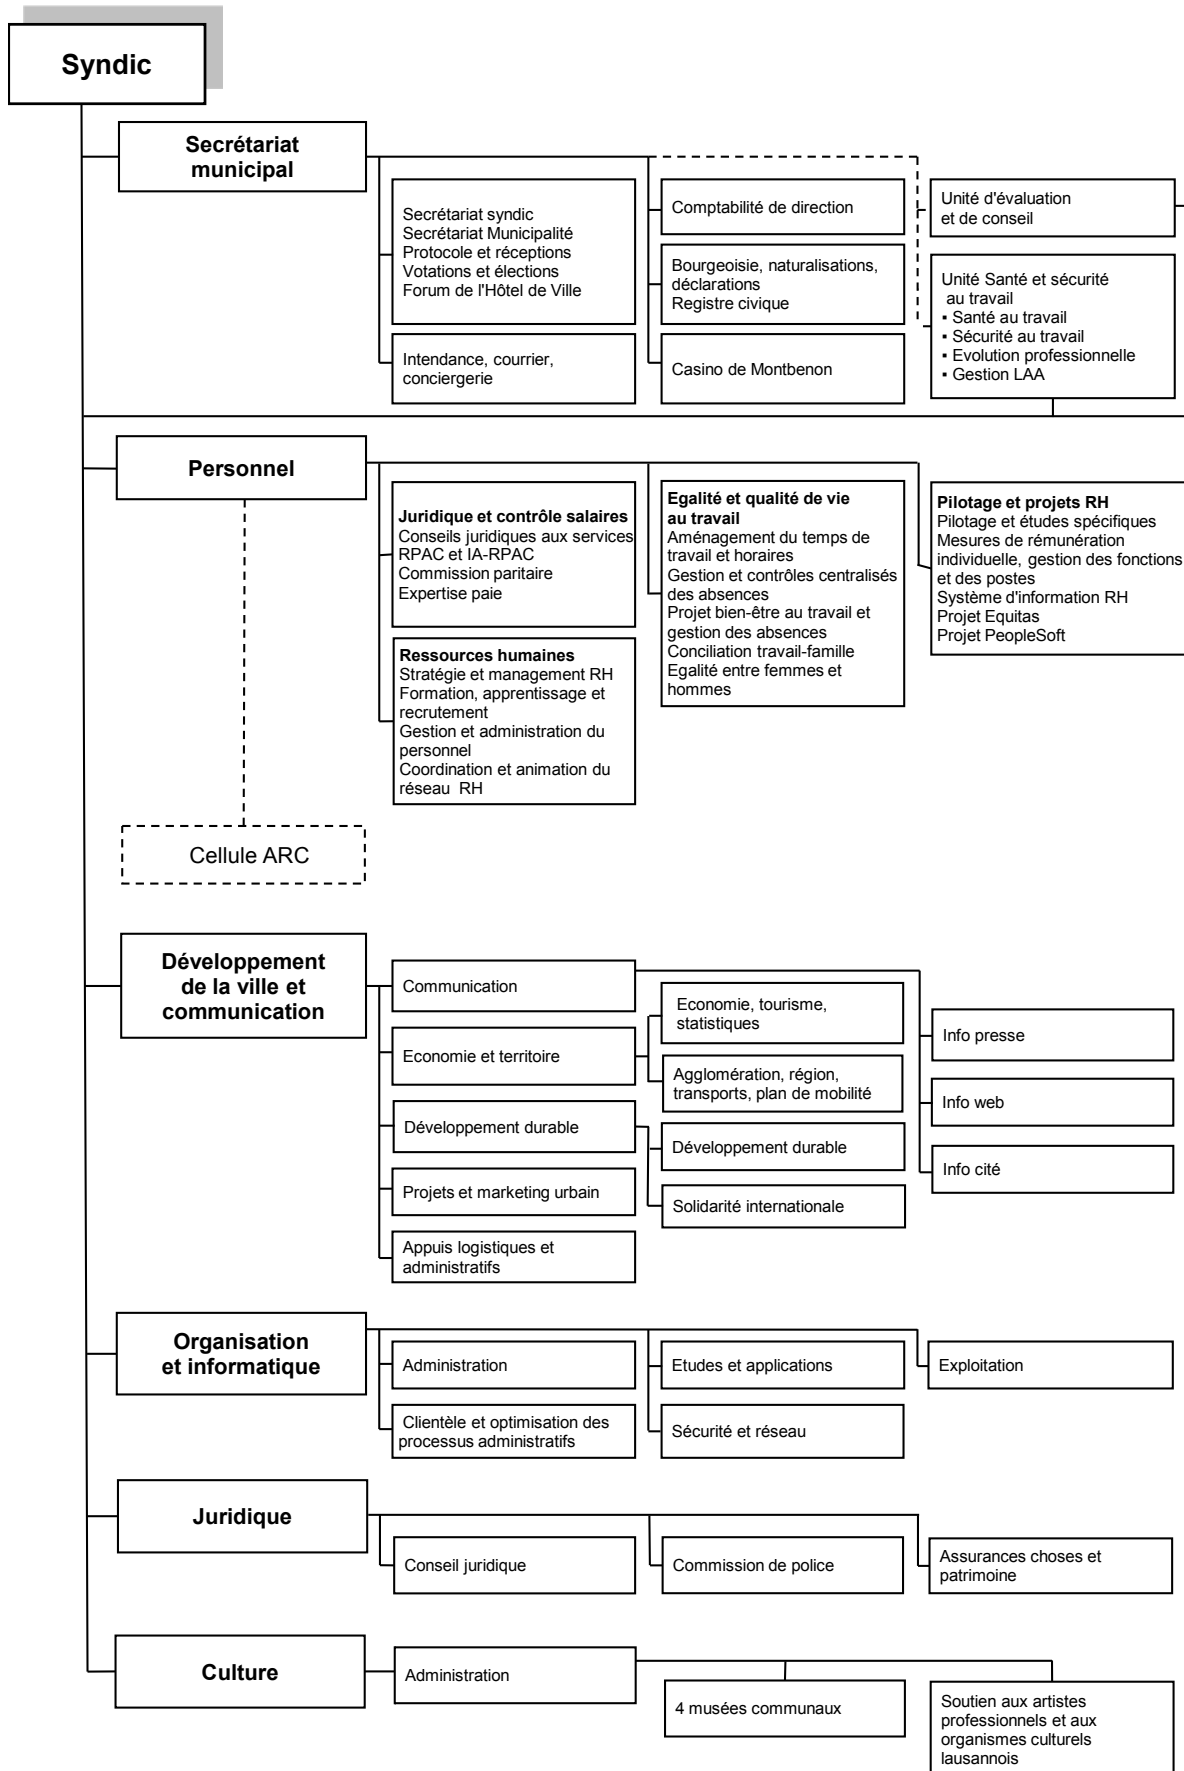 Syndic
Secrétariat
municipal
Secrétariat syndic
Secrétariat Municipalité
Protocole et réceptions
Votations et élections
Forum de l'Hôtel de Ville
Intendance, courrier,
conciergerie
Comptabilité de direction
Bourgeoisie, naturalisations,
déclarations
Registre civique
Casino de Montbenon
Unité d'évaluation
et de conseil
Unité Santé et sécurité
au travail
▪ Santé au travail
▪ Sécurité au travail
▪ Evolution professionnelle
▪ Gestion LAA
Personnel
Juridique et contrôle salaires
Conseils juridiques aux services
RPAC et IA-RPAC
Commission paritaire
Expertise paie
Ressources humaines
Stratégie et management RH
Formation, apprentissage et
recrutement
Gestion et administration du
personnel
Coordination et animation du
réseau RH
Egalité et qualité de vie
au travail
Aménagement du temps de
travail et horaires
Gestion et contrôles centralisés
des absences
Projet bien-être au travail et
gestion des absences
Conciliation travail-famille
Egalité entre femmes et
hommes
Pilotage et projets RH
Pilotage et études spécifiques
Mesures de rémunération
individuelle, gestion des fonctions
et des postes
Système d'information RH
Projet Equitas
Projet PeopleSoft
Cellule ARC
Développement
de la ville et
communication
Communication
Economie et territoire
Développement durable
Projets et marketing urbain
Appuis logistiques et
administratifs
Economie, tourisme,
statistiques
Agglomération, région,
transports, plan de mobilité
Développement durable
Solidarité internationale
Info presse
Info web
Info cité
Organisation
et informatique
Administration
Clientèle et optimisation des
processus administratifs
Etudes et applications
Sécurité et réseau
Exploitation
Juridique
Conseil juridique
Commission de police
Assurances choses et
patrimoine
Culture
Administration
4 musées communaux
Soutien aux artistes
professionnels et aux
organismes culturels
lausannois